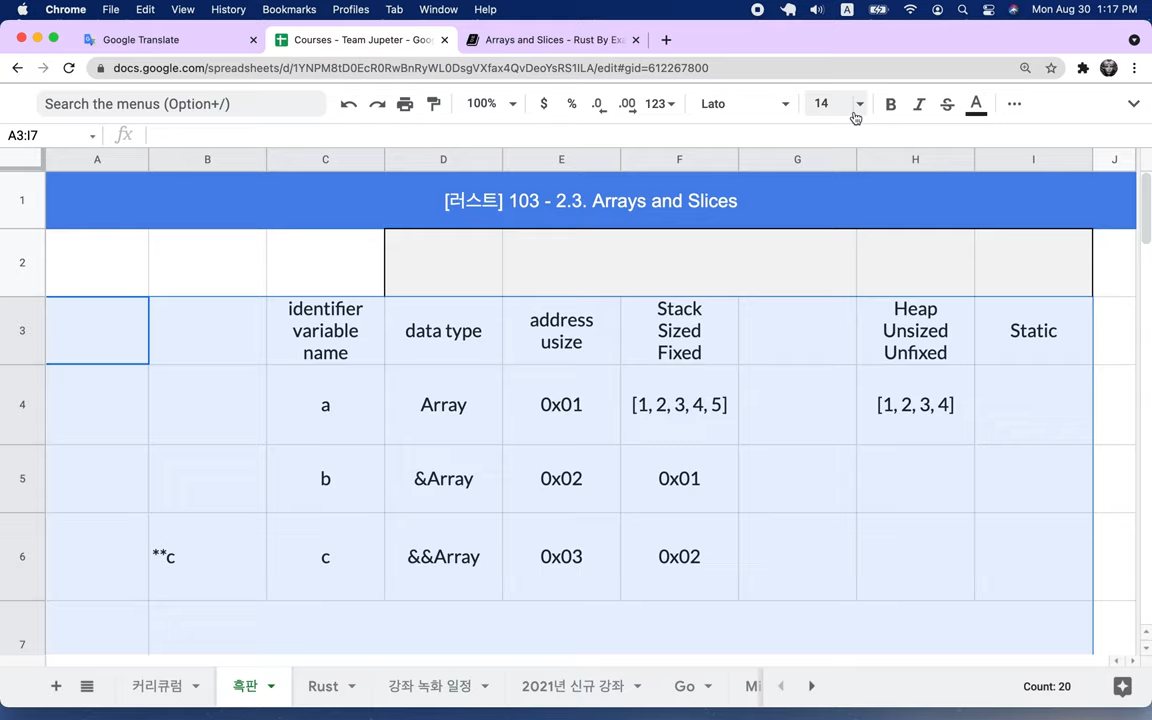 Chrome File Edit View History Bookmarks Profiles Tab Window Help A Mon Aug 30 1:17 PM
Google Translate Courses - Team Jupeter - Goo Arrays and Slices - Rust By Exa
docs.google.com/spreadsheets/d/1YNPM8tD0EcR0RwBnRyWL0DsgVXfax4QvDeoYsRS1ILA/edit#gid=612267800
Search the menus (Option+/) 100% $ % .0 .00 123 Lato 14 B I S A
A3:I7 fx
A B C D E F G H I J
1 [러스트] 103 - 2.3. Arrays and Slices
2
3 identifier variable name data type address usize Stack Sized Fixed Heap Unsized Unfixed Static
4 a Array 0x01 [1, 2, 3, 4, 5] [1, 2, 3, 4]
5 b &Array 0x02 0x01
6 **c c &&Array 0x03 0x02
7
커리큘럼 흑판 Rust 강좌 녹화 일정 2021년 신규 강좌 Go Mi Count: 20